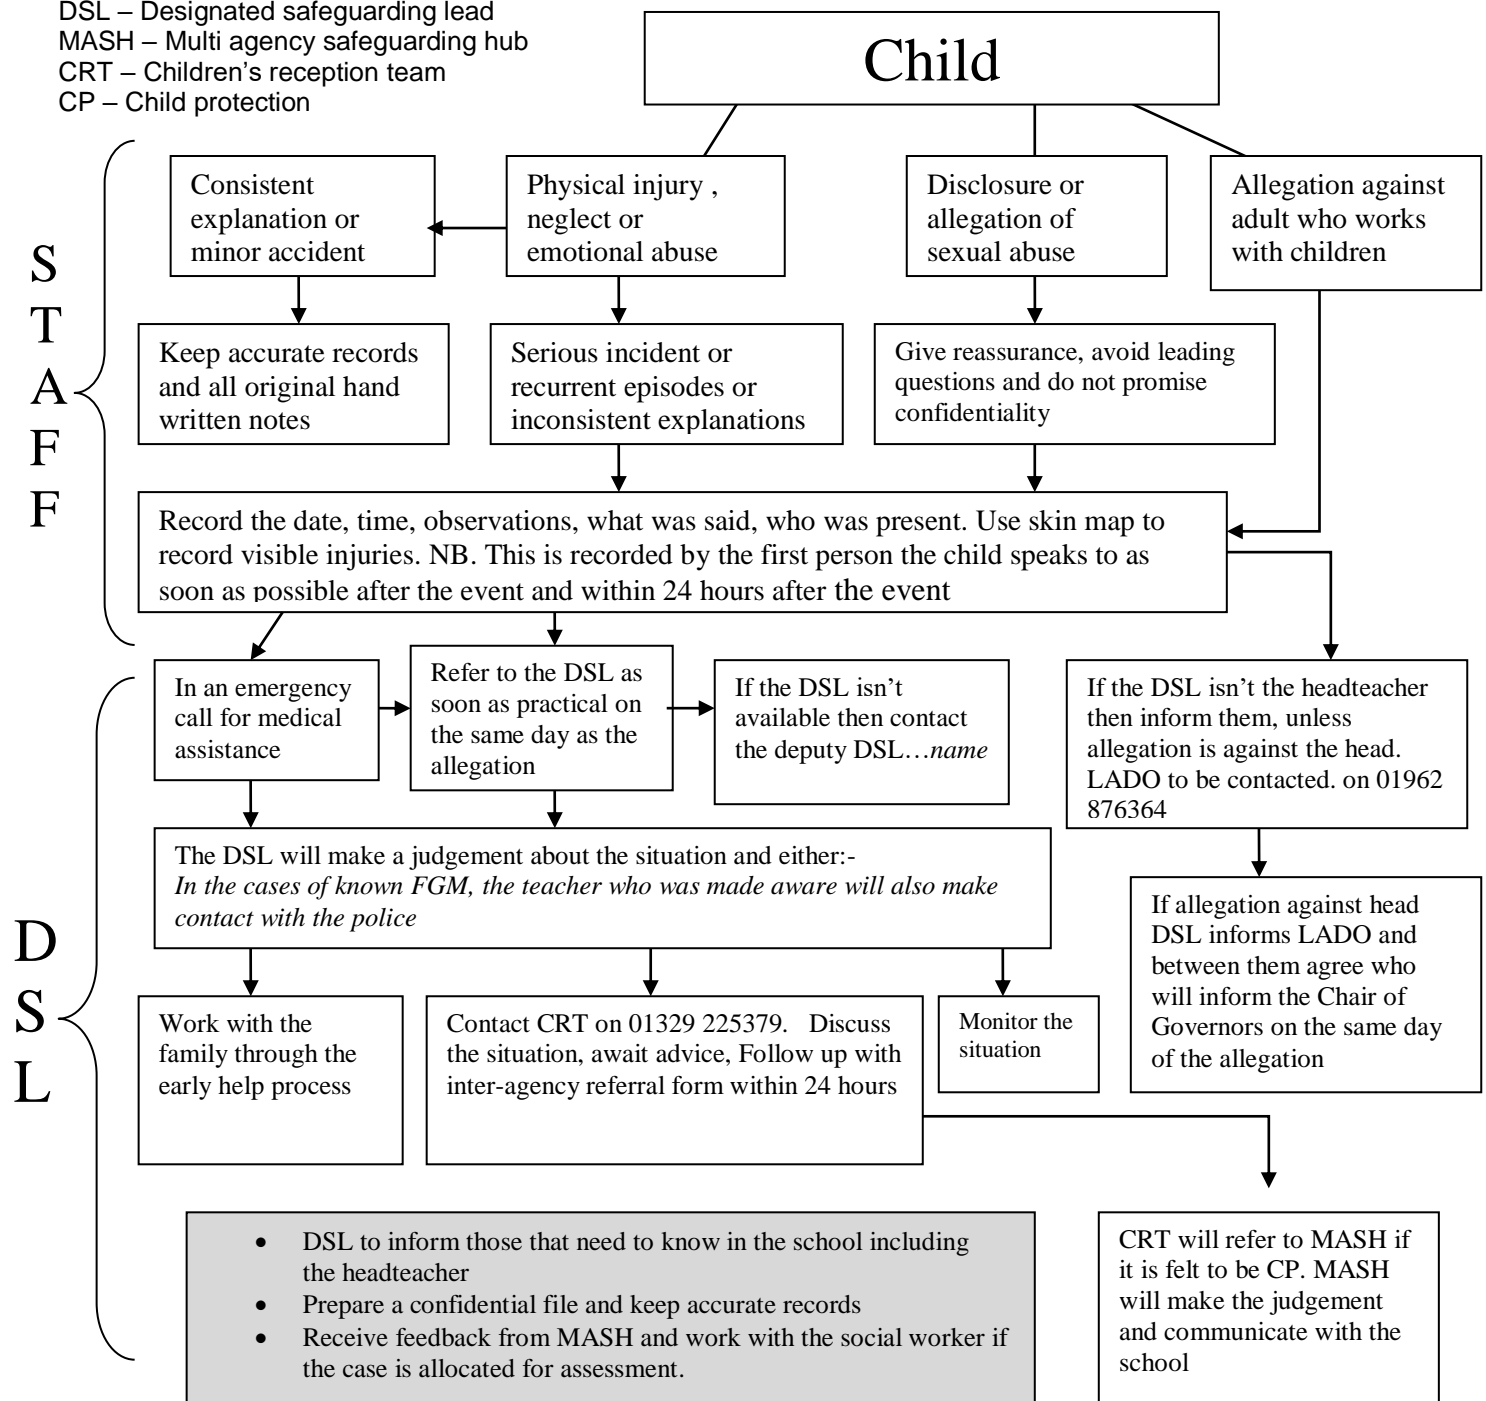 DSL – Designated safeguarding lead
MASH – Multi agency safeguarding hub
CRT – Children's reception team
CP – Child protection
Child
S
T
A
F
F
Consistent
explanation or
minor accident
Physical injury ,
neglect or
emotional abuse
Disclosure or
allegation of
sexual abuse
Allegation against
adult who works
with children
Keep accurate records
and all original hand
written notes
Serious incident or
recurrent episodes or
inconsistent explanations
Give reassurance, avoid leading
questions and do not promise
confidentiality
Record the date, time, observations, what was said, who was present. Use skin map to
record visible injuries. NB. This is recorded by the first person the child speaks to as
soon as possible after the event and within 24 hours after the event
D
S
L
In an emergency
call for medical
assistance
Refer to the DSL as
soon as practical on
the same day as the
allegation
If the DSL isn't
available then contact
the deputy DSL…name
If the DSL isn't the headteacher
then inform them, unless
allegation is against the head.
LADO to be contacted. on 01962
876364
The DSL will make a judgement about the situation and either:-
In the cases of known FGM, the teacher who was made aware will also make
contact with the police
If allegation against head
DSL informs LADO and
between them agree who
will inform the Chair of
Governors on the same day
of the allegation
Work with the
family through the
early help process
Contact CRT on 01329 225379.   Discuss
the situation, await advice, Follow up with
inter-agency referral form within 24 hours
Monitor the
situation
• DSL to inform those that need to know in the school including
the headteacher
• Prepare a confidential file and keep accurate records
• Receive feedback from MASH and work with the social worker if
the case is allocated for assessment.
CRT will refer to MASH if
it is felt to be CP. MASH
will make the judgement
and communicate with the
school